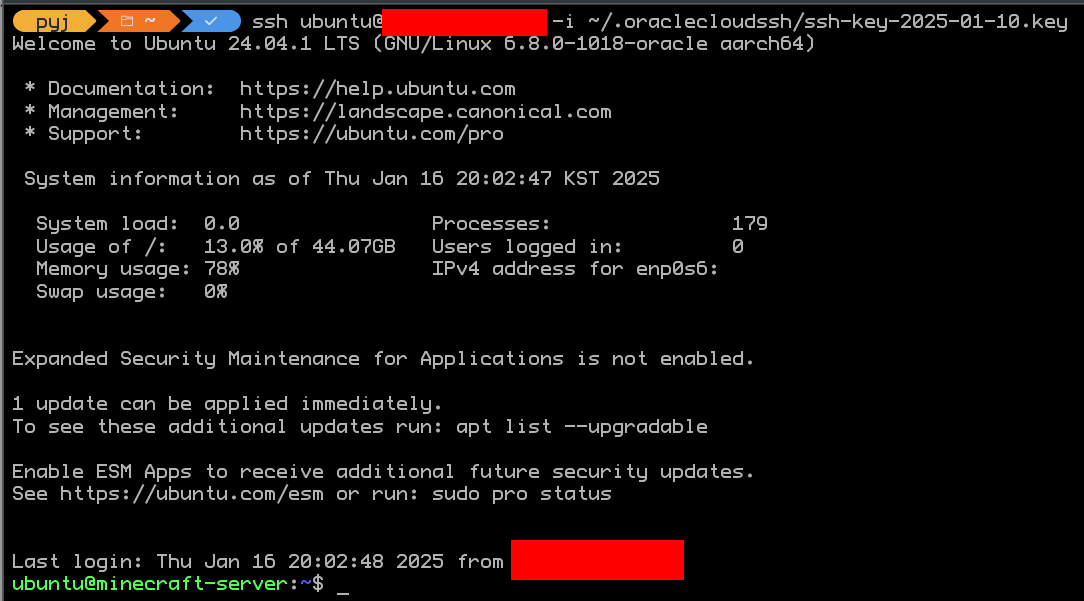 pyj ~ ssh ubuntu@ -i ~/.oraclecloudssh/ssh-key-2025-01-10.key
Welcome to Ubuntu 24.04.1 LTS (GNU/Linux 6.8.0-1018-oracle aarch64)
* Documentation: https://help.ubuntu.com
* Management: https://landscape.canonical.com
* Support: https://ubuntu.com/pro
System information as of Thu Jan 16 20:02:47 KST 2025
System load: 0.0 Processes: 179
Usage of /: 13.0% of 44.07GB Users logged in: 0
Memory usage: 78% IPv4 address for enp0s6:
Swap usage: 0%
Expanded Security Maintenance for Applications is not enabled.
1 update can be applied immediately.
To see these additional updates run: apt list --upgradable
Enable ESM Apps to receive additional future security updates.
See https://ubuntu.com/esm or run: sudo pro status
Last login: Thu Jan 16 20:02:48 2025 from
ubuntu@minecraft-server:~$ _